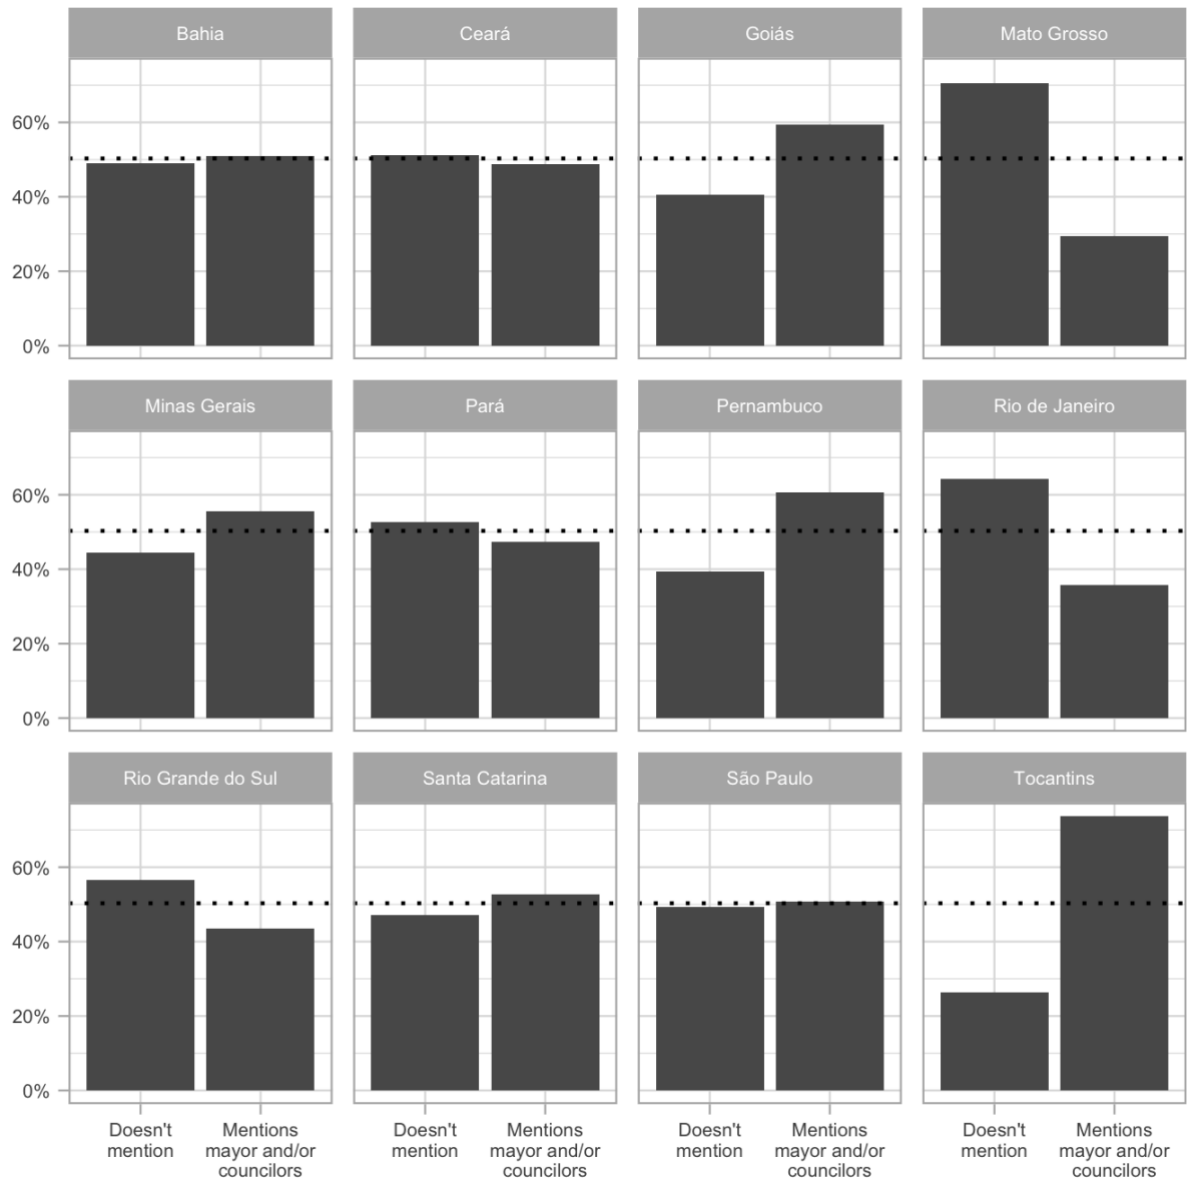 Bahia
Ceará
Goiás
Mato Grosso
60%
40%
20%
0%
Minas Gerais
Pará
Pernambuco
Rio de Janeiro
60%
40%
20%
0%
Rio Grande do Sul
Santa Catarina
São Paulo
Tocantins
60%
40%
20%
0%
Doesn't
mention
Mentions
mayor and/or
councilors
Doesn't
mention
Mentions
mayor and/or
councilors
Doesn't
mention
Mentions
mayor and/or
councilors
Doesn't
mention
Mentions
mayor and/or
councilors